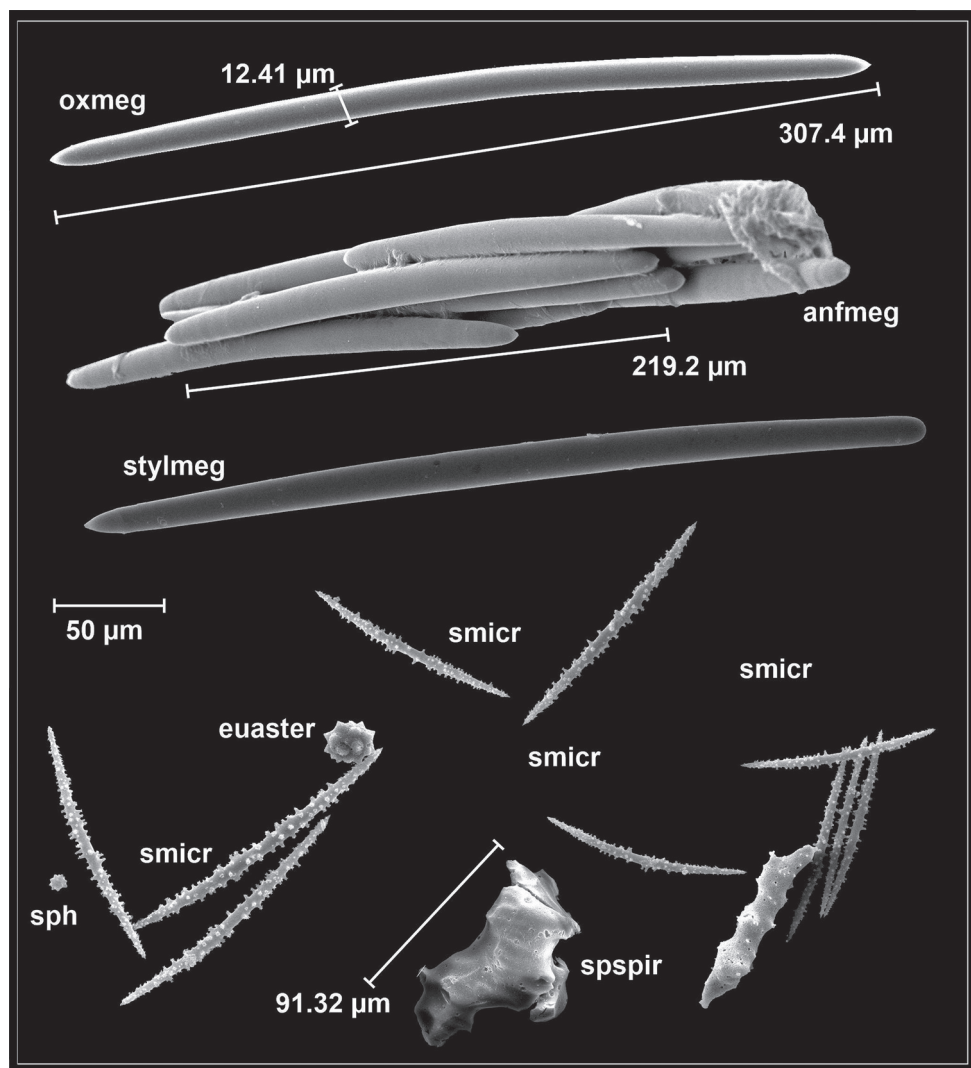 12.41 µm
oxmeg
307.4 µm
anfmeg
219.2 µm
stylmeg
50 µm
smicr
smicr
euaster
smicr
smicr
sph
spspir
91.32 µm